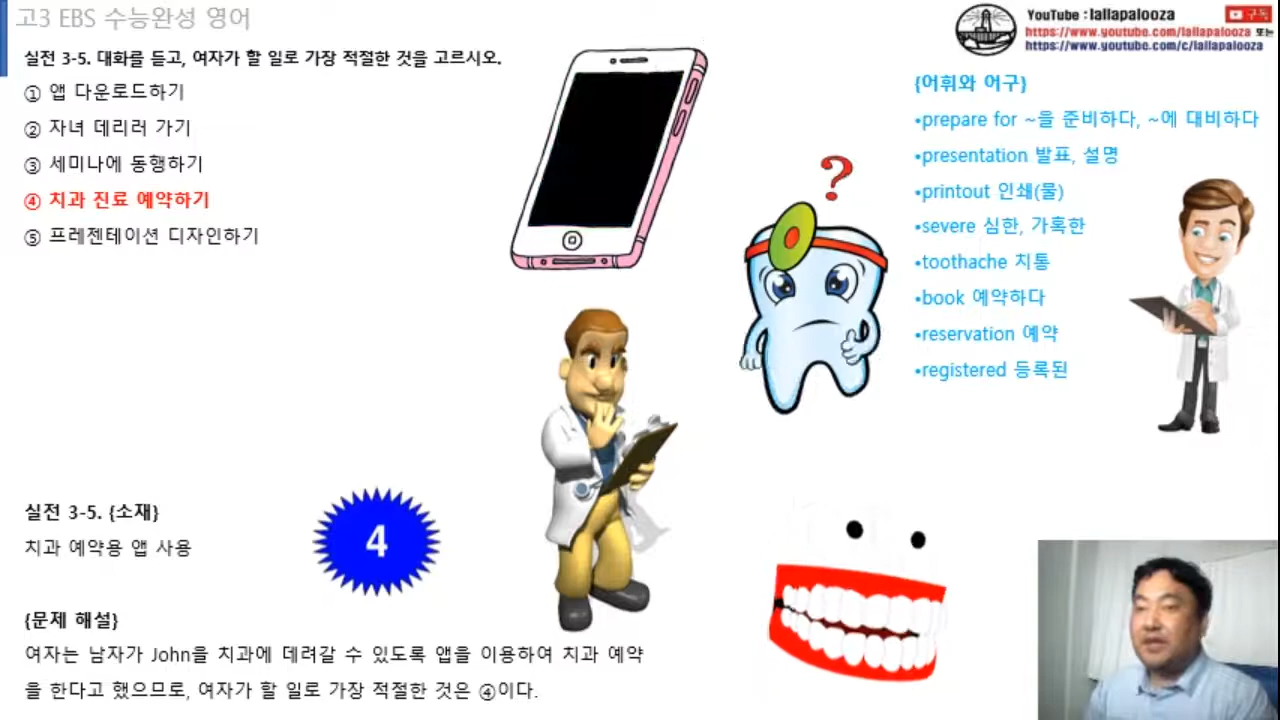 고3 EBS 수능완성 영어
YouTube : lallapalooza
구독
https://www.youtube.com/lallapalooza 또는
https://www.youtube.com/c/lallapalooza
실전 3-5. 대화를 듣고, 여자가 할 일로 가장 적절한 것을 고르시오.
① 앱 다운로드하기
② 자녀 데리러 가기
③ 세미나에 동행하기
④ 치과 진료 예약하기
⑤ 프레젠테이션 디자인하기
{어휘와 어구}
•prepare for ~을 준비하다, ~에 대비하다
•presentation 발표, 설명
•printout 인쇄(물)
•severe 심한, 가혹한
•toothache 치통
•book 예약하다
•reservation 예약
•registered 등록된
?
실전 3-5. {소재}
치과 예약용 앱 사용
4
{문제 해설}
여자는 남자가 John을 치과에 데려갈 수 있도록 앱을 이용하여 치과 예약
을 한다고 했으므로, 여자가 할 일로 가장 적절한 것은 ④이다.